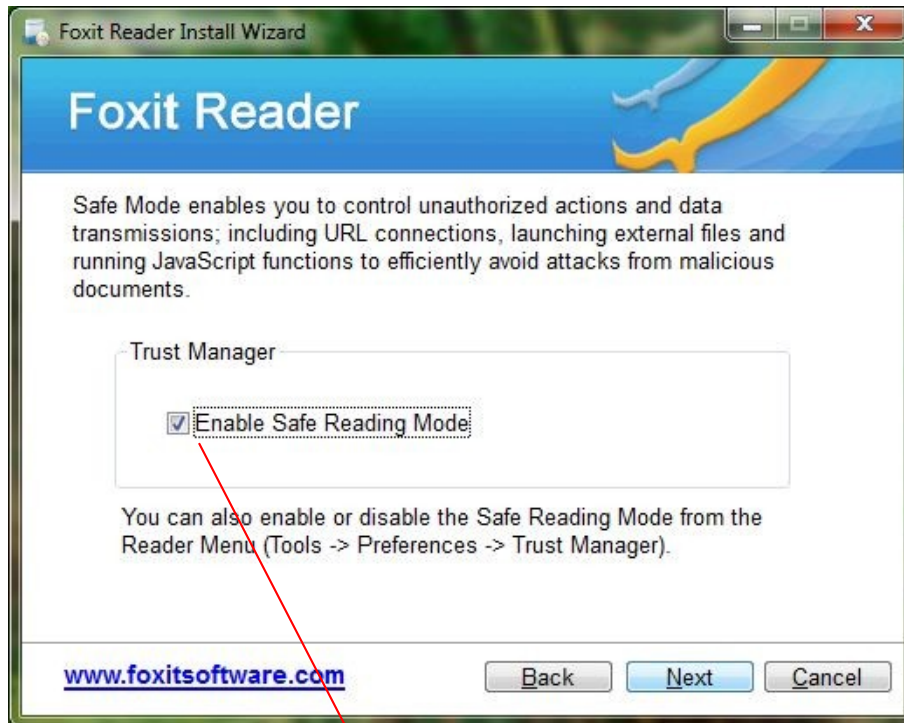 Foxit Reader Install Wizard
Foxit Reader
Safe Mode enables you to control unauthorized actions and data
transmissions; including URL connections, launching external files and
running JavaScript functions to efficiently avoid attacks from malicious
documents.
Trust Manager
Enable Safe Reading Mode
You can also enable or disable the Safe Reading Mode from the
Reader Menu (Tools -> Preferences -> Trust Manager).
www.foxitsoftware.com Back Next Cancel